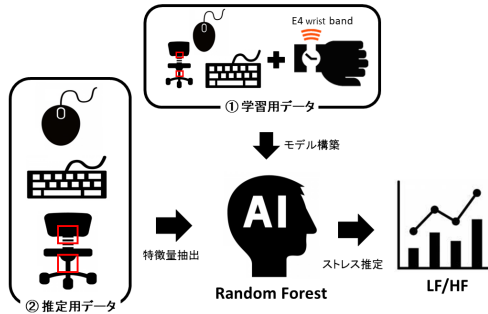 E4 wrist band
① 学習用データ
モデル構築
AI
特徴量抽出
ストレス推定
② 推定用データ
Random Forest
LF/HF